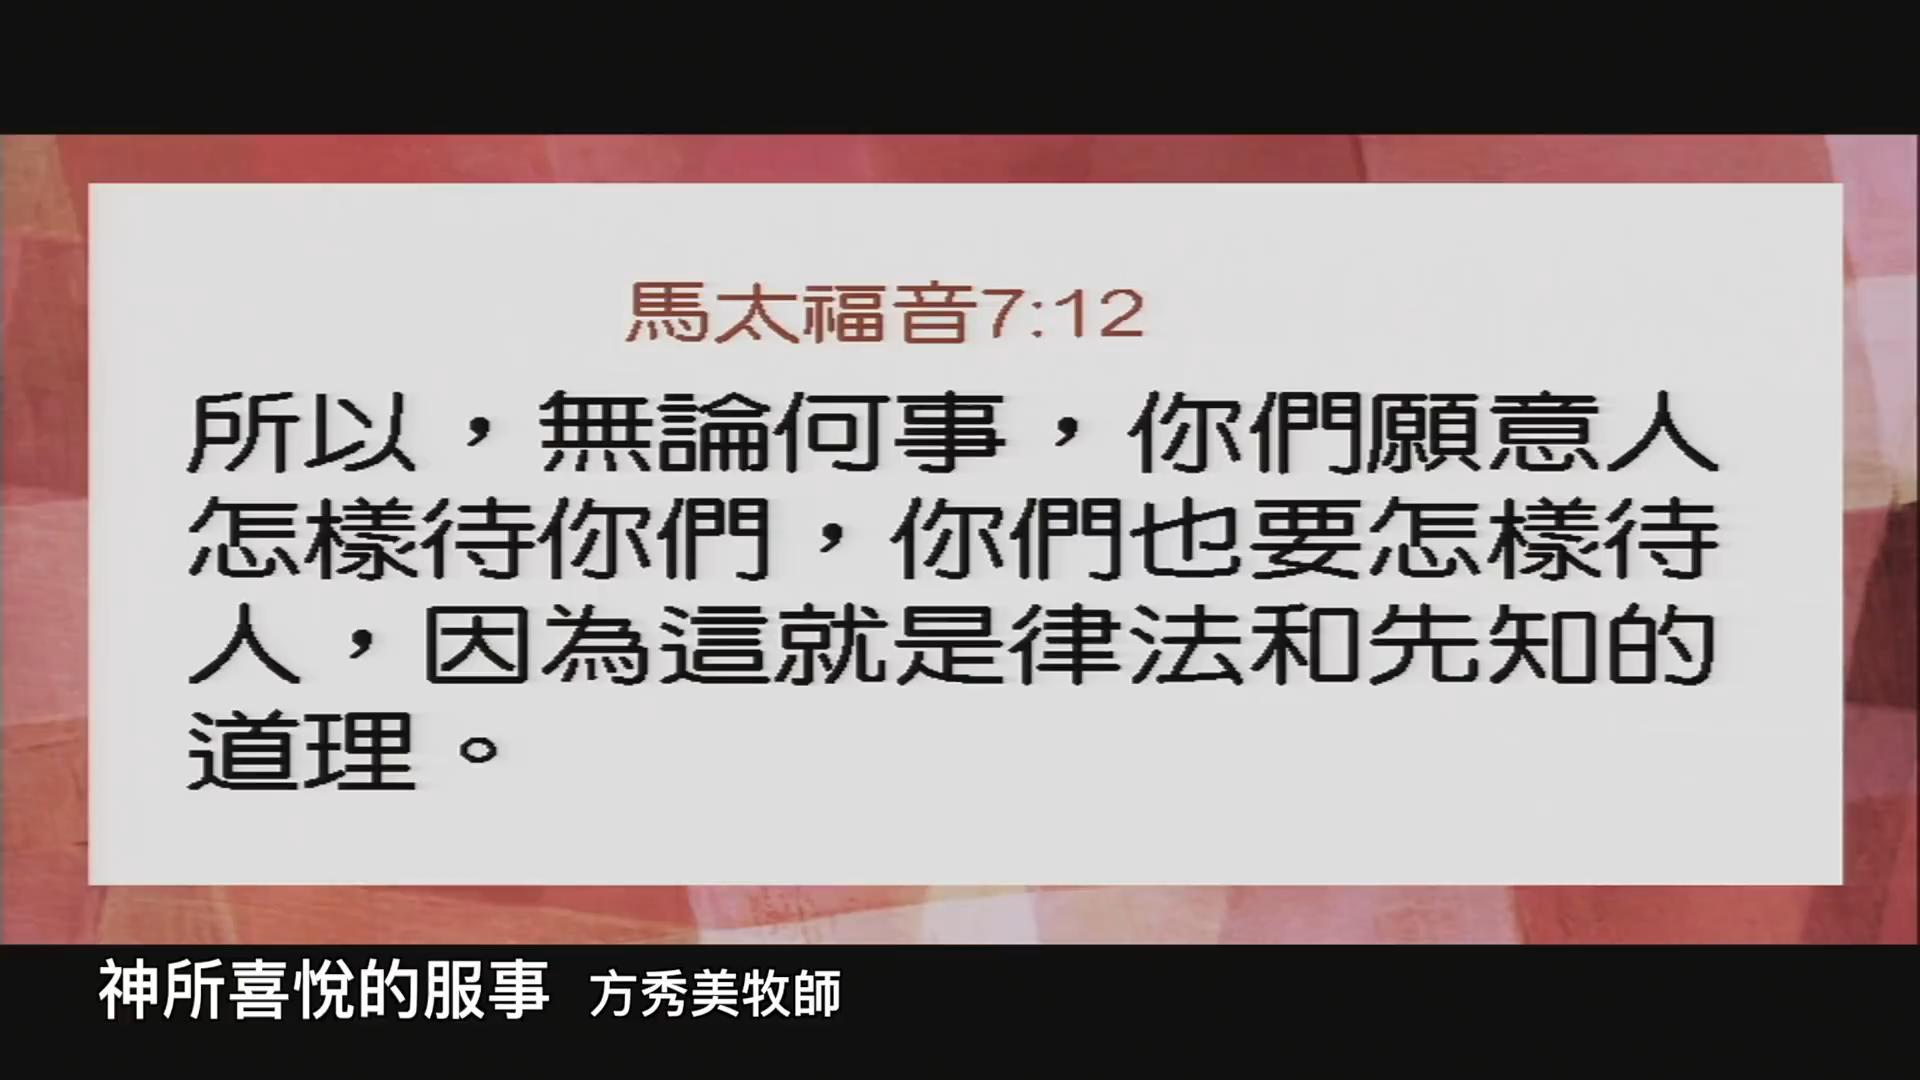 馬太福音7:12
所以，無論何事，你們願意人
怎樣待你們，你們也要怎樣待
人，因為這就是律法和先知的
道理。
神所喜悅的服事 方秀美牧師